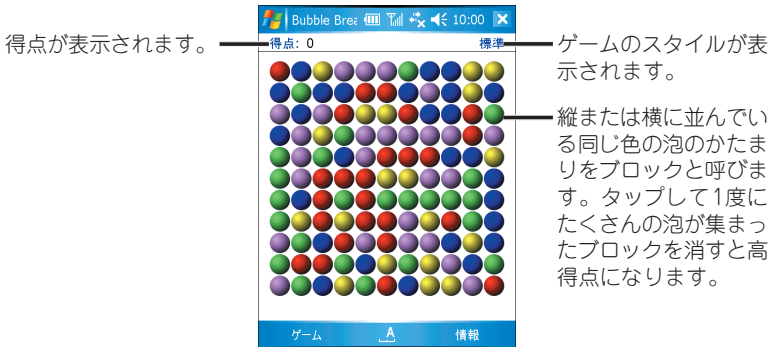 Bubble Brea 10:00
得点: 0 標準
得点が表示されます。
ゲームのスタイルが表
示されます。
縦または横に並んでい
る同じ色の泡のかたま
りをブロックと呼びま
す。タップして1度に
たくさんの泡が集まっ
たブロックを消すと高
得点になります。
ゲーム A 情報